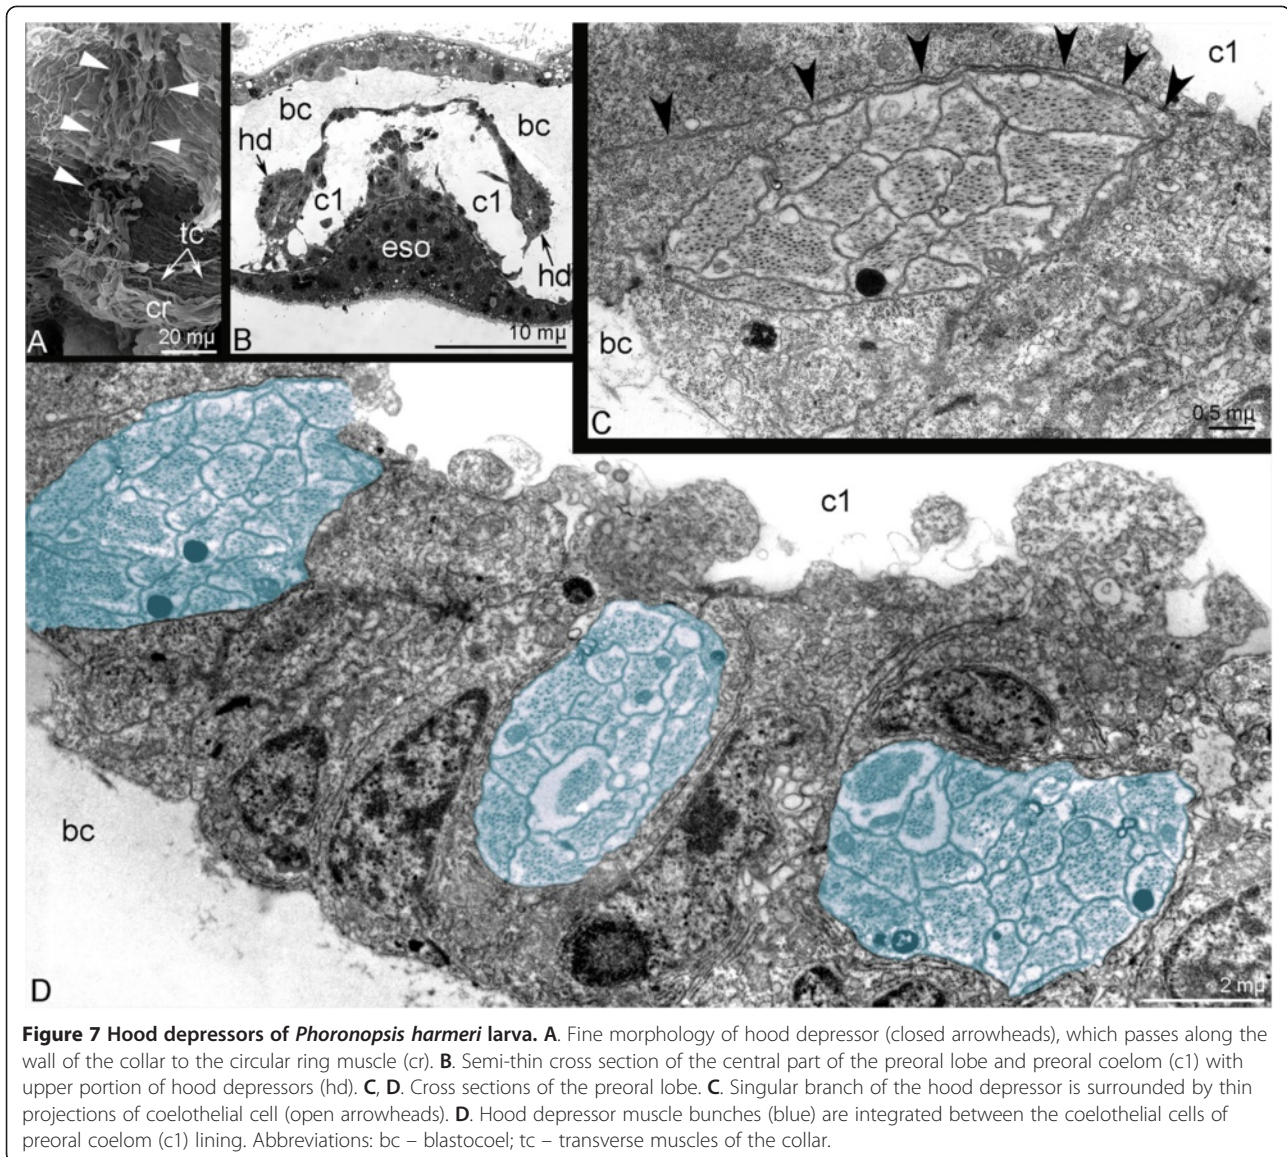 A
tc
cr
20 mμ
B
bc
bc
hd
c1
c1
eso
hd
10 mμ
C
c1
bc
0,5 mμ
D
c1
bc
2 mμ
Figure 7 Hood depressors of Phoronopsis harmeri larva. A. Fine morphology of hood depressor (closed arrowheads), which passes along the
wall of the collar to the circular ring muscle (cr). B. Semi-thin cross section of the central part of the preoral lobe and preoral coelom (c1) with
upper portion of hood depressors (hd). C, D. Cross sections of the preoral lobe. C. Singular branch of the hood depressor is surrounded by thin
projections of coelothelial cell (open arrowheads). D. Hood depressor muscle bunches (blue) are integrated between the coelothelial cells of
preoral coelom (c1) lining. Abbreviations: bc – blastocoel; tc – transverse muscles of the collar.